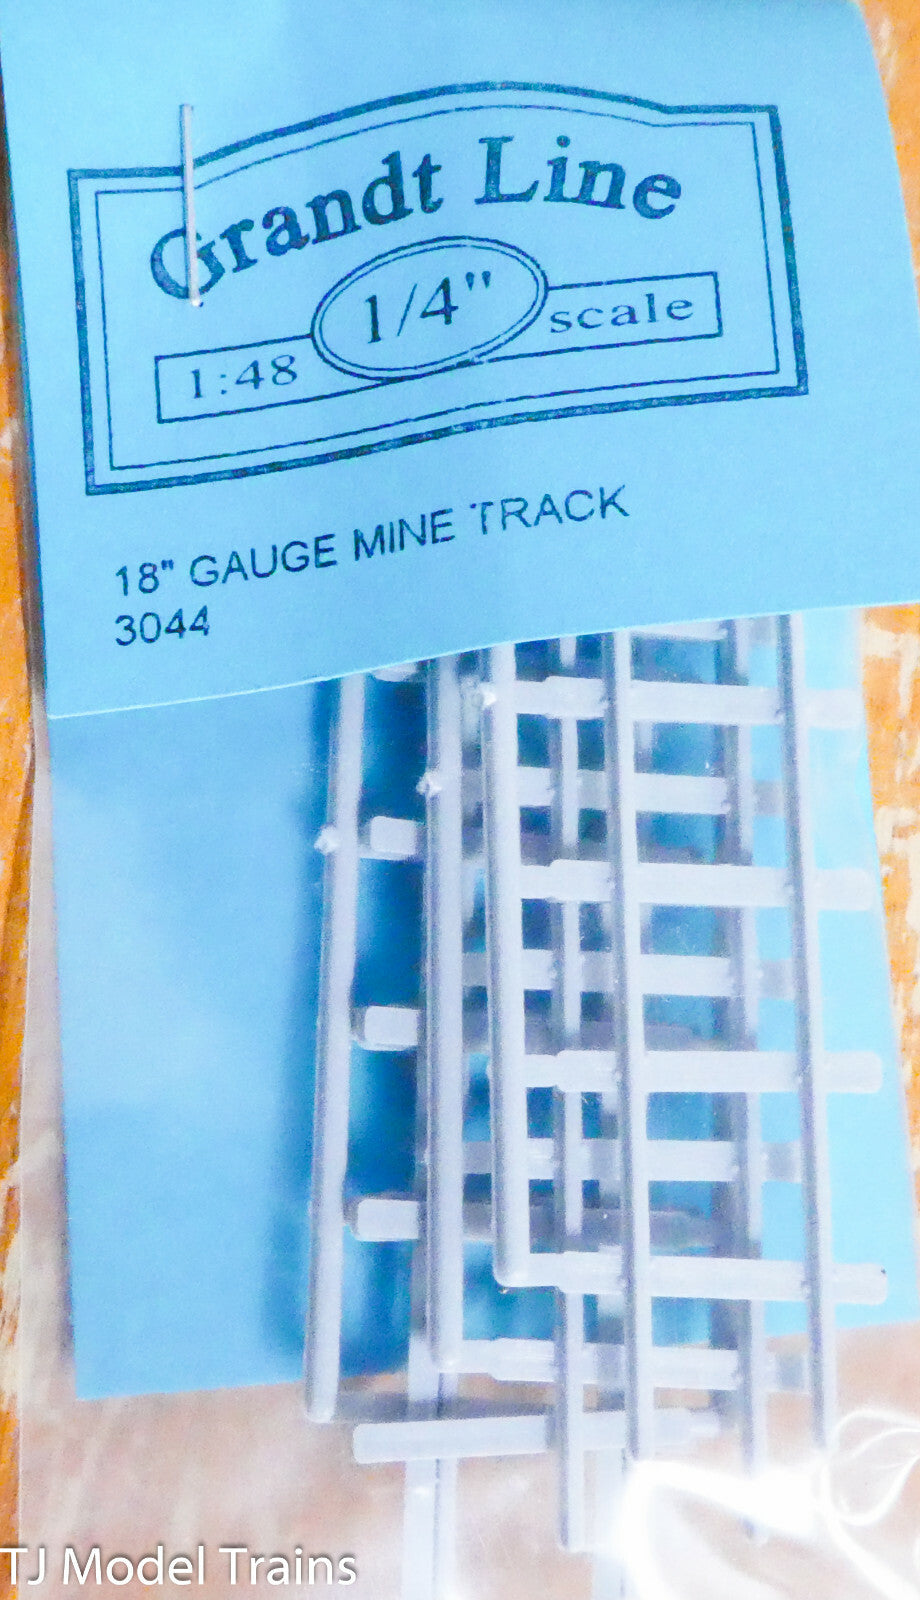 Grandt Line
1:48 1/4" scale
18" GAUGE MINE TRACK
3044
TJ Model Trains